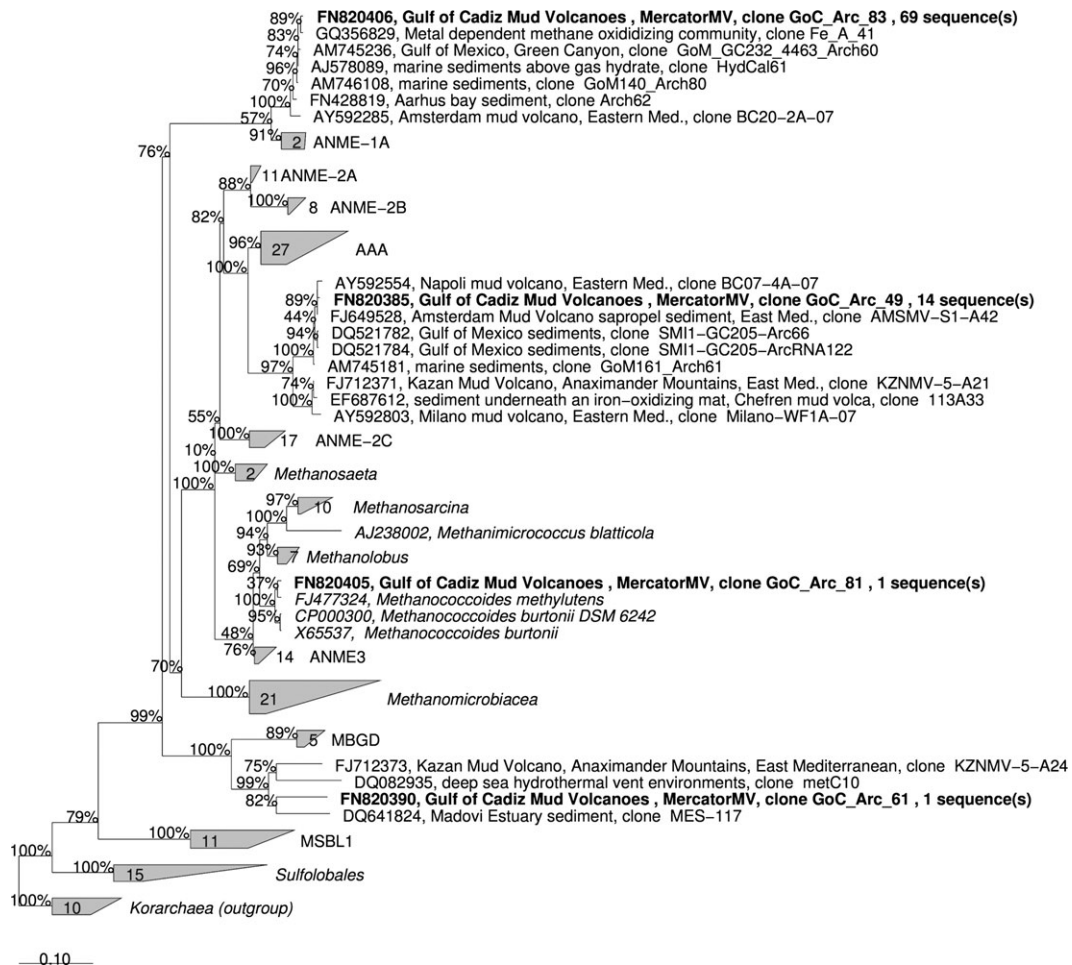 89% FN820406, Gulf of Cadiz Mud Volcanoes , MercatorMV, clone GoC_Arc_83 , 69 sequence(s)
83% GQ356829, Metal dependent methane oxididizing community, clone Fe_A_41
74% AM745236, Gulf of Mexico, Green Canyon, clone GoM_GC232_4463_Arch60
96% AJ578089, marine sediments above gas hydrate, clone HydCal61
70% AM746108, marine sediments, clone GoM140_Arch80
100% FN428819, Aarhus bay sediment, clone Arch62
57% AY592285, Amsterdam mud volcano, Eastern Med., clone BC20−2A−07
91% 2 ANME−1A
76%
11 ANME−2A
88%
100% 8 ANME−2B
82%
96% 27 AAA
100%
AY592554, Napoli mud volcano, Eastern Med., clone BC07−4A−07
89% FN820385, Gulf of Cadiz Mud Volcanoes , MercatorMV, clone GoC_Arc_49 , 14 sequence(s)
44% FJ649528, Amsterdam Mud Volcano sapropel sediment, East Med., clone AMSMV−S1−A42
94% DQ521782, Gulf of Mexico sediments, clone SMI1−GC205−Arc66
100% DQ521784, Gulf of Mexico sediments, clone SMI1−GC205−ArcRNA122
97% AM745181, marine sediments, clone GoM161_Arch61
74% FJ712371, Kazan Mud Volcano, Anaximander Mountains, East Med., clone KZNMV−5−A21
100% EF687612, sediment underneath an iron−oxidizing mat, Chefren mud volca, clone 113A33
AY592803, Milano mud volcano, Eastern Med., clone Milano−WF1A−07
55%
100% 17 ANME−2C
10%
100% 2 Methanosaeta
100%
97% 10 Methanosarcina
100%
94% AJ238002, Methanimicrococcus blatticola
93% 7 Methanolobus
69%
37% FN820405, Gulf of Cadiz Mud Volcanoes , MercatorMV, clone GoC_Arc_81 , 1 sequence(s)
100% FJ477324, Methanococcoides methylutens
95% CP000300, Methanococcoides burtonii DSM 6242
48% X65537, Methanococcoides burtonii
76% 14 ANME3
70%
100% 21 Methanomicrobiacea
99%
89% 5 MBGD
100%
75% FJ712373, Kazan Mud Volcano, Anaximander Mountains, East Mediterranean, clone KZNMV−5−A24
99% DQ082935, deep sea hydrothermal vent environments, clone metC10
82% FN820390, Gulf of Cadiz Mud Volcanoes , MercatorMV, clone GoC_Arc_61 , 1 sequence(s)
DQ641824, Madovi Estuary sediment, clone MES−117
79%
100% 11 MSBL1
100%
100% 15 Sulfolobales
100% 10 Korarchaea (outgroup)
0.10